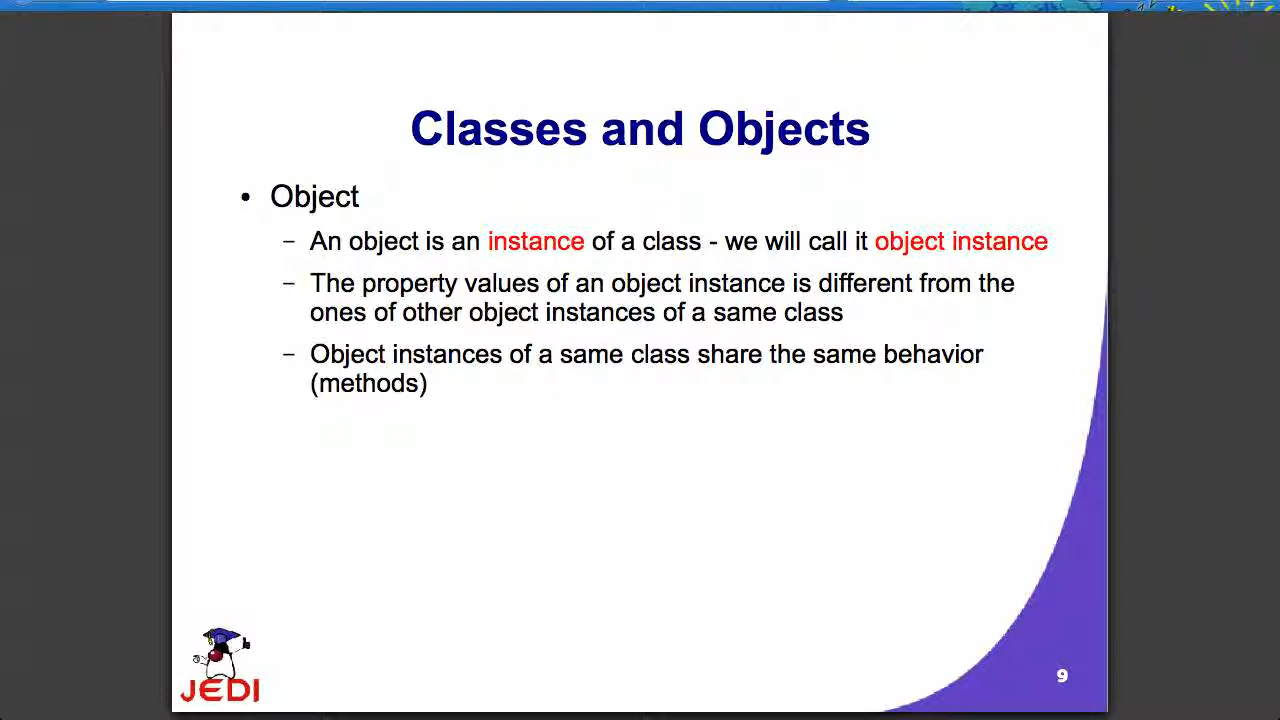 Classes and Objects
• Object
– An object is an instance of a class - we will call it object instance
– The property values of an object instance is different from the
ones of other object instances of a same class
– Object instances of a same class share the same behavior
(methods)
JEDI
9